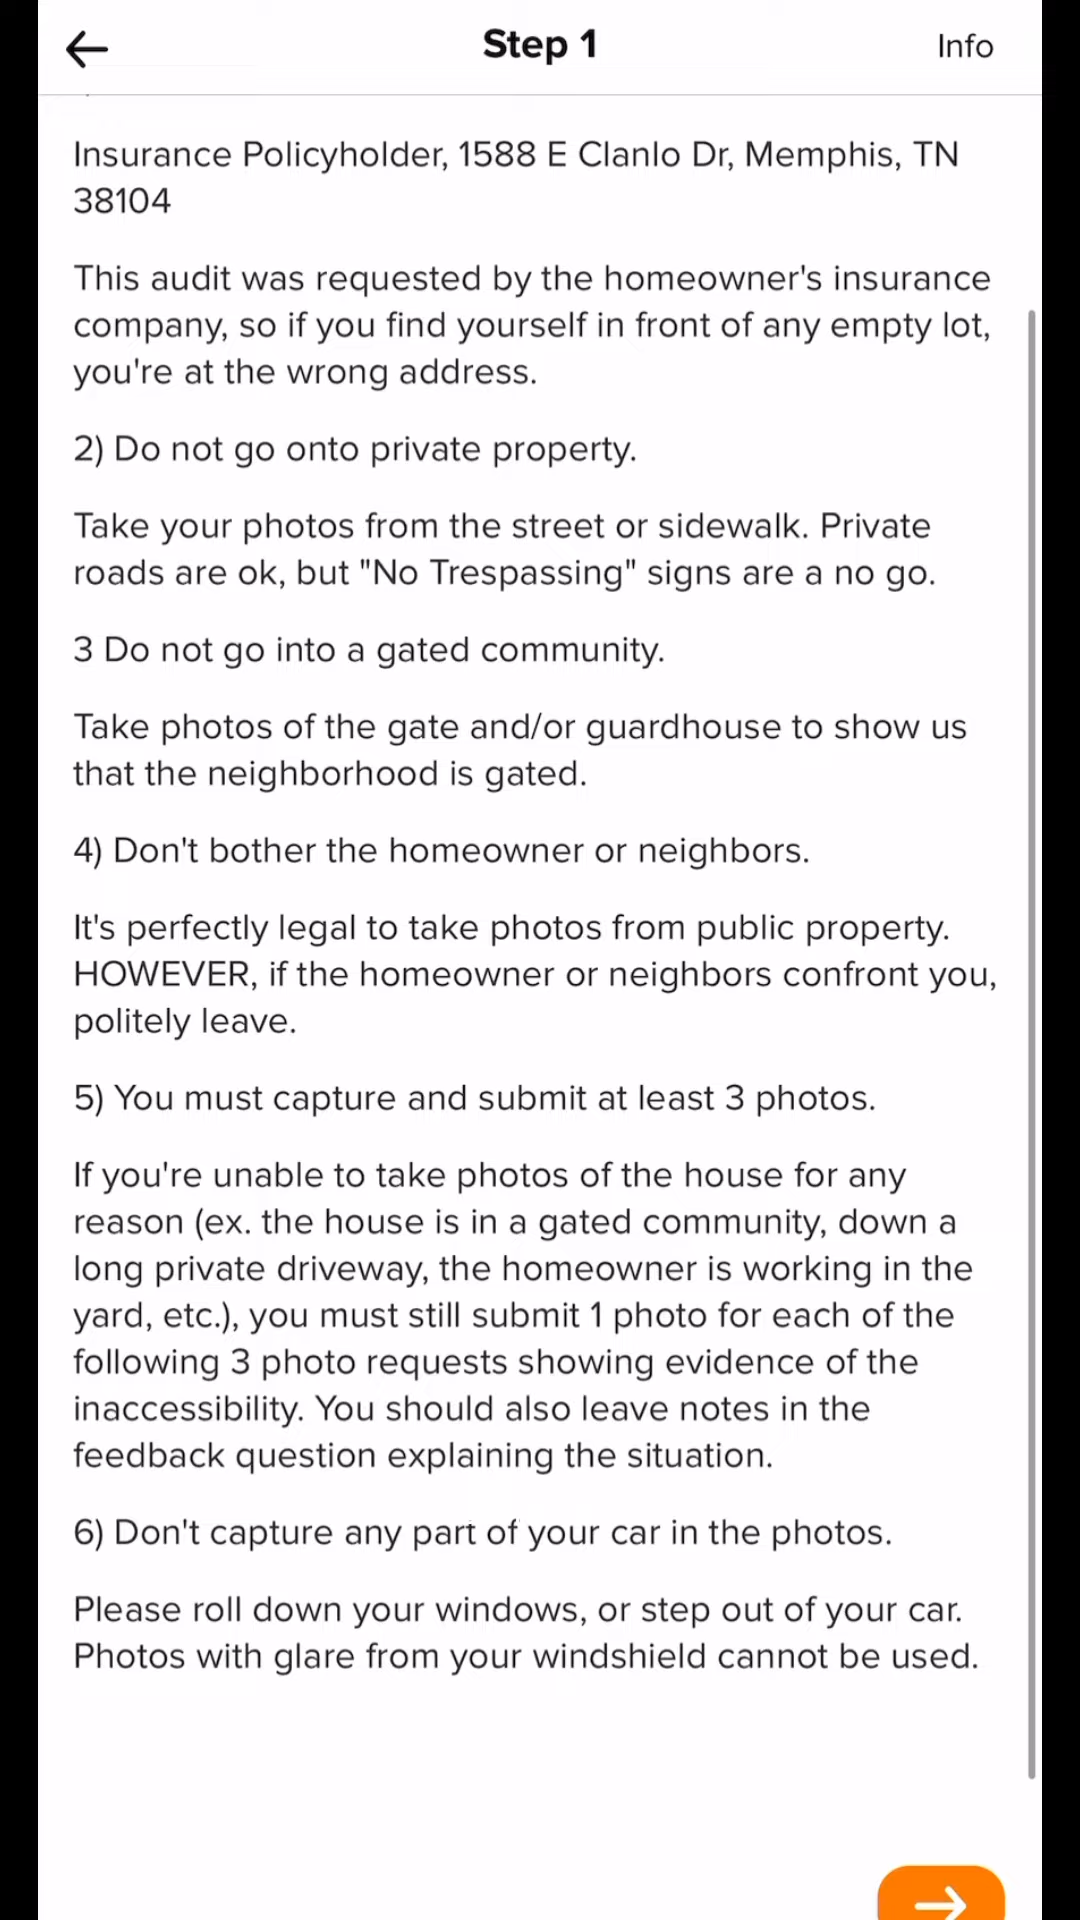 Step 1
Info
Insurance Policyholder, 1588 E Clanlo Dr, Memphis, TN
38104
This audit was requested by the homeowner's insurance
company, so if you find yourself in front of any empty lot,
you're at the wrong address.
2) Do not go onto private property.
Take your photos from the street or sidewalk. Private
roads are ok, but "No Trespassing" signs are a no go.
3 Do not go into a gated community.
Take photos of the gate and/or guardhouse to show us
that the neighborhood is gated.
4) Don't bother the homeowner or neighbors.
It's perfectly legal to take photos from public property.
HOWEVER, if the homeowner or neighbors confront you,
politely leave.
5) You must capture and submit at least 3 photos.
If you're unable to take photos of the house for any
reason (ex. the house is in a gated community, down a
long private driveway, the homeowner is working in the
yard, etc.), you must still submit 1 photo for each of the
following 3 photo requests showing evidence of the
inaccessibility. You should also leave notes in the
feedback question explaining the situation.
6) Don't capture any part of your car in the photos.
Please roll down your windows, or step out of your car.
Photos with glare from your windshield cannot be used.